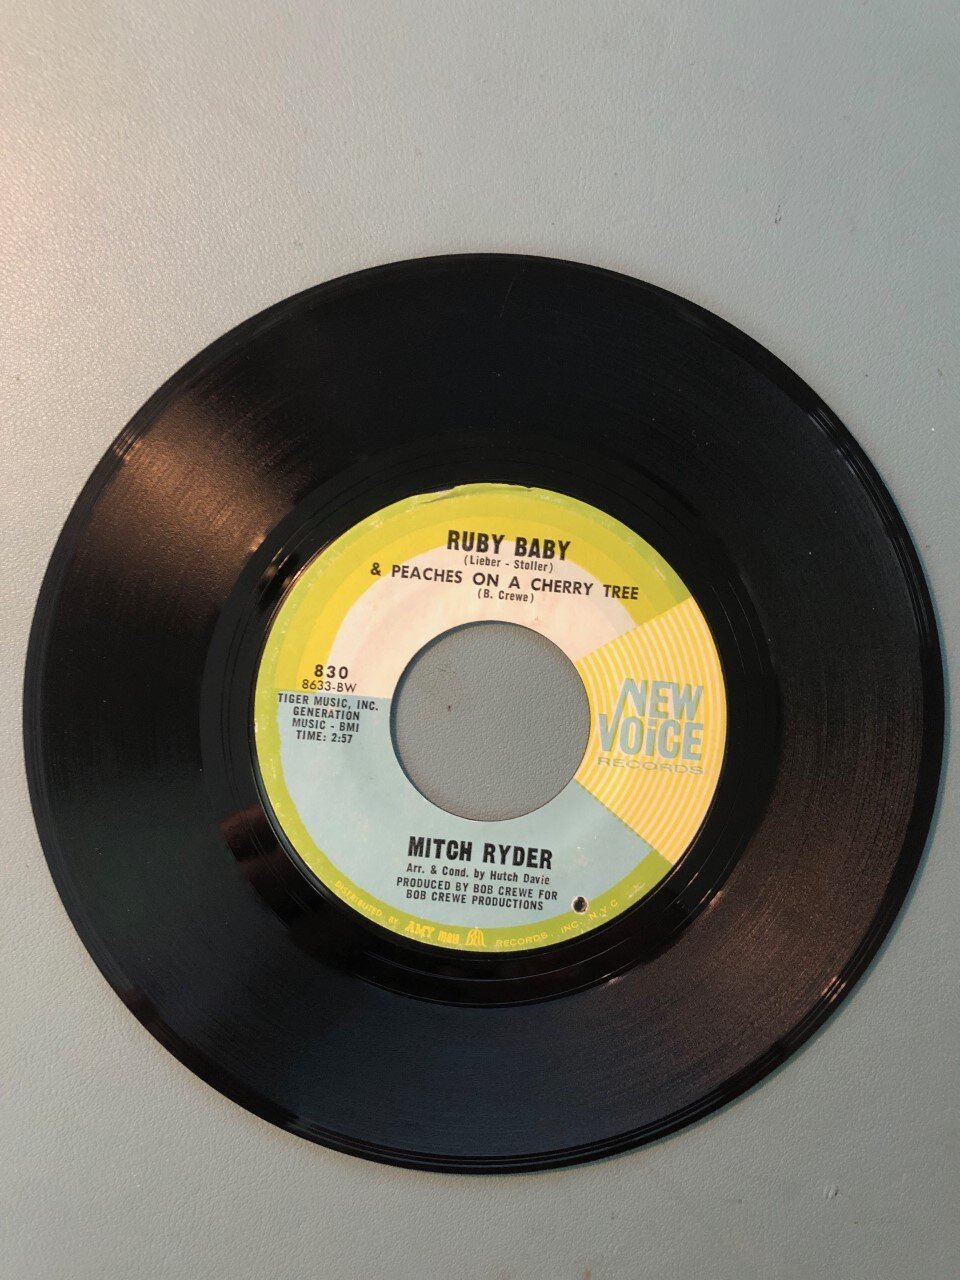 RUBY BABY
(Lieber - Stoller)
& PEACHES ON A CHERRY TREE
(B. Crewe)
830
8633-BW
TIGER MUSIC, INC.
GENERATION
MUSIC - BMI
TIME: 2:57
NEW
VOiCE
RECORDS
MITCH RYDER
Arr. & Cond. by Hutch Davie
PRODUCED BY BOB CREWE FOR
BOB CREWE PRODUCTIONS
DISTRIBUTED BY AMY mala Bell RECORDS, INC. N.Y.C.